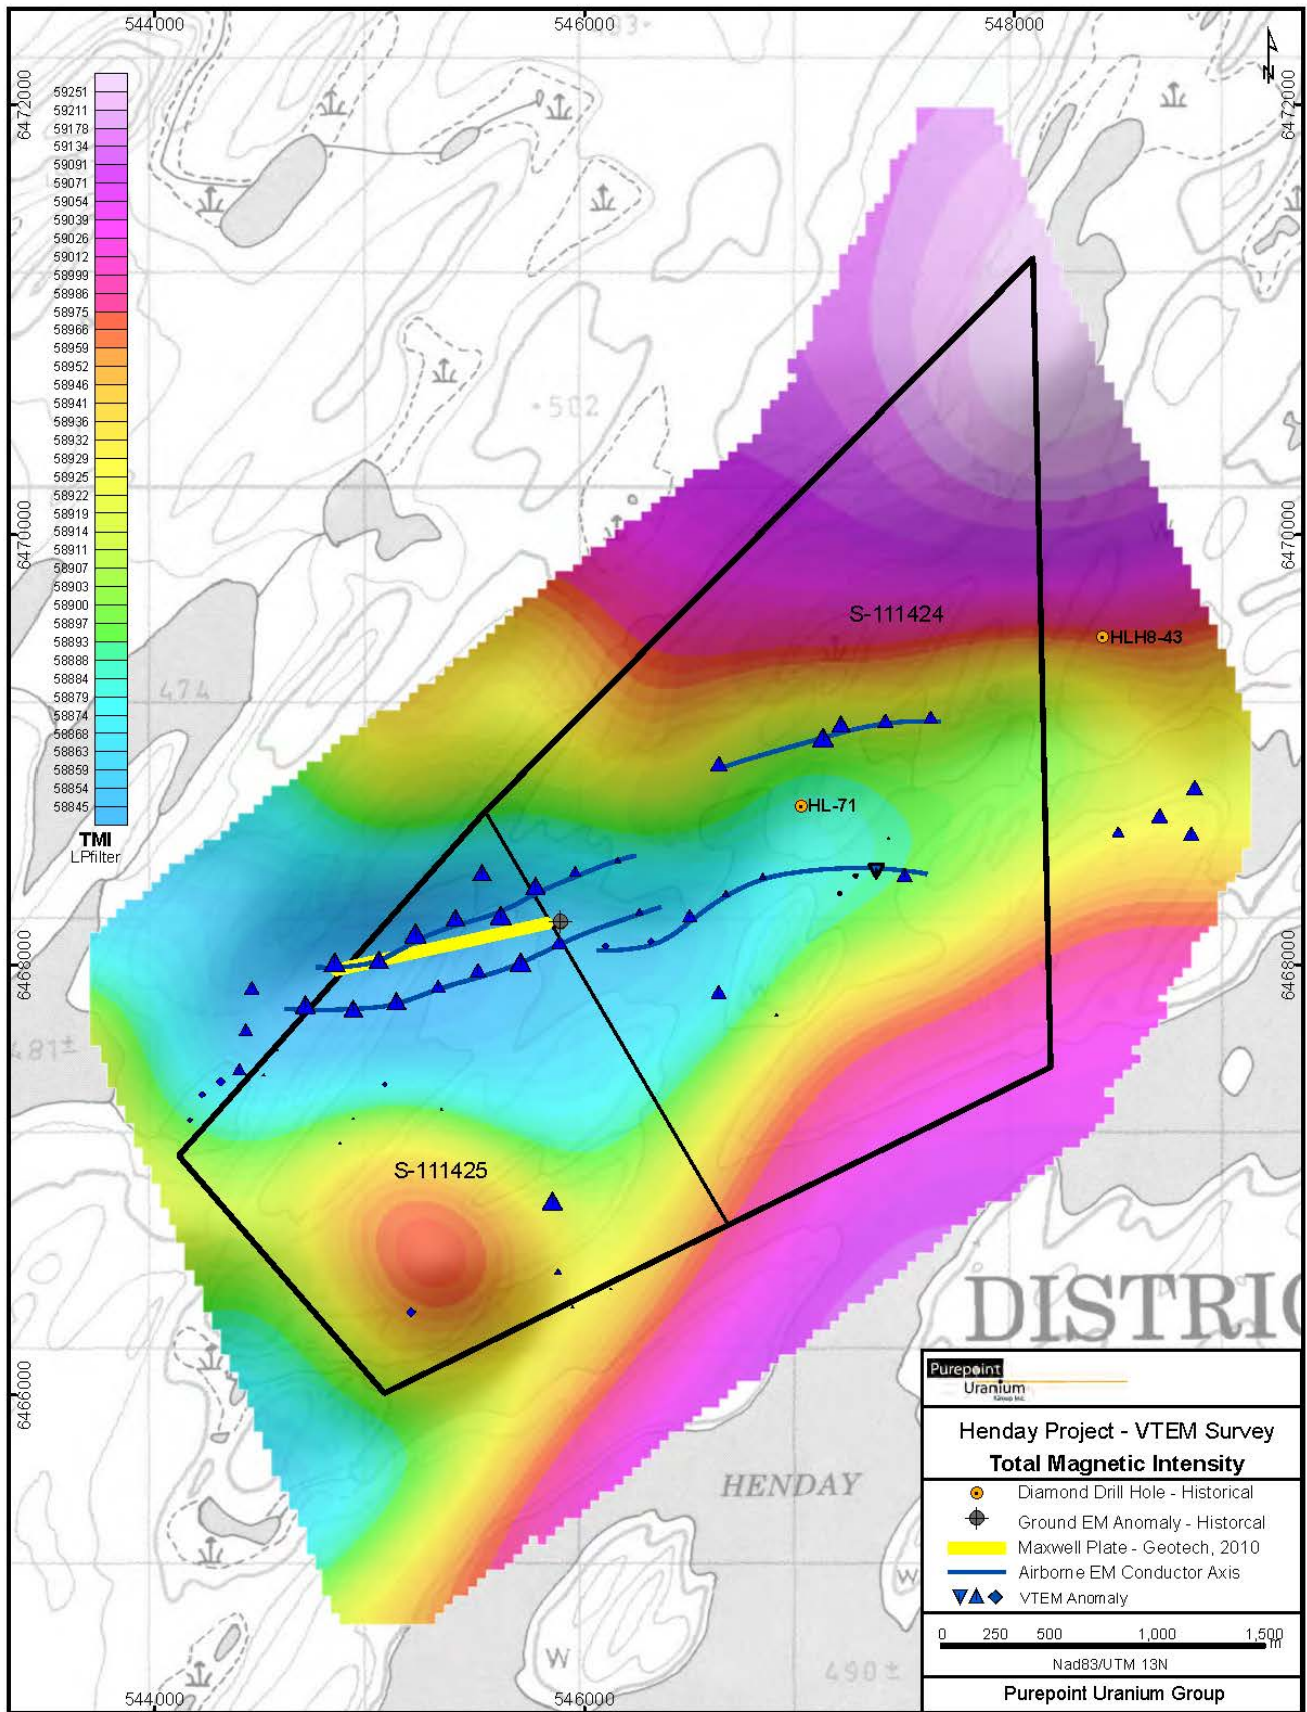 544000
546000
548000
83
N
6472000
6472000
59251
59211
59178
59134
59091
59071
59054
59039
59026
59012
58999
58986
58975
58966
58959
58952
58946
58941
58936
58932
58929
58925
58922
58919
58914
58911
58907
58903
58900
58897
58893
58888
58884
58879
58874
58868
58863
58859
58854
58845
TMI
LPfilter
502
6470000
6470000
S-111424
HLH8-43
474
HL-71
6468000
6468000
W
481±
S-111425
DISTRIC
6466000
HENDAY
W
W
490±
Purepoint
Uranium
Group Inc.
Henday Project - VTEM Survey
Total Magnetic Intensity
Diamond Drill Hole - Historical
Ground EM Anomaly - Historcal
Maxwell Plate - Geotech, 2010
Airborne EM Conductor Axis
VTEM Anomaly
0 250 500 1,000 1,500
m
Nad83/UTM 13N
Purepoint Uranium Group
544000
546000